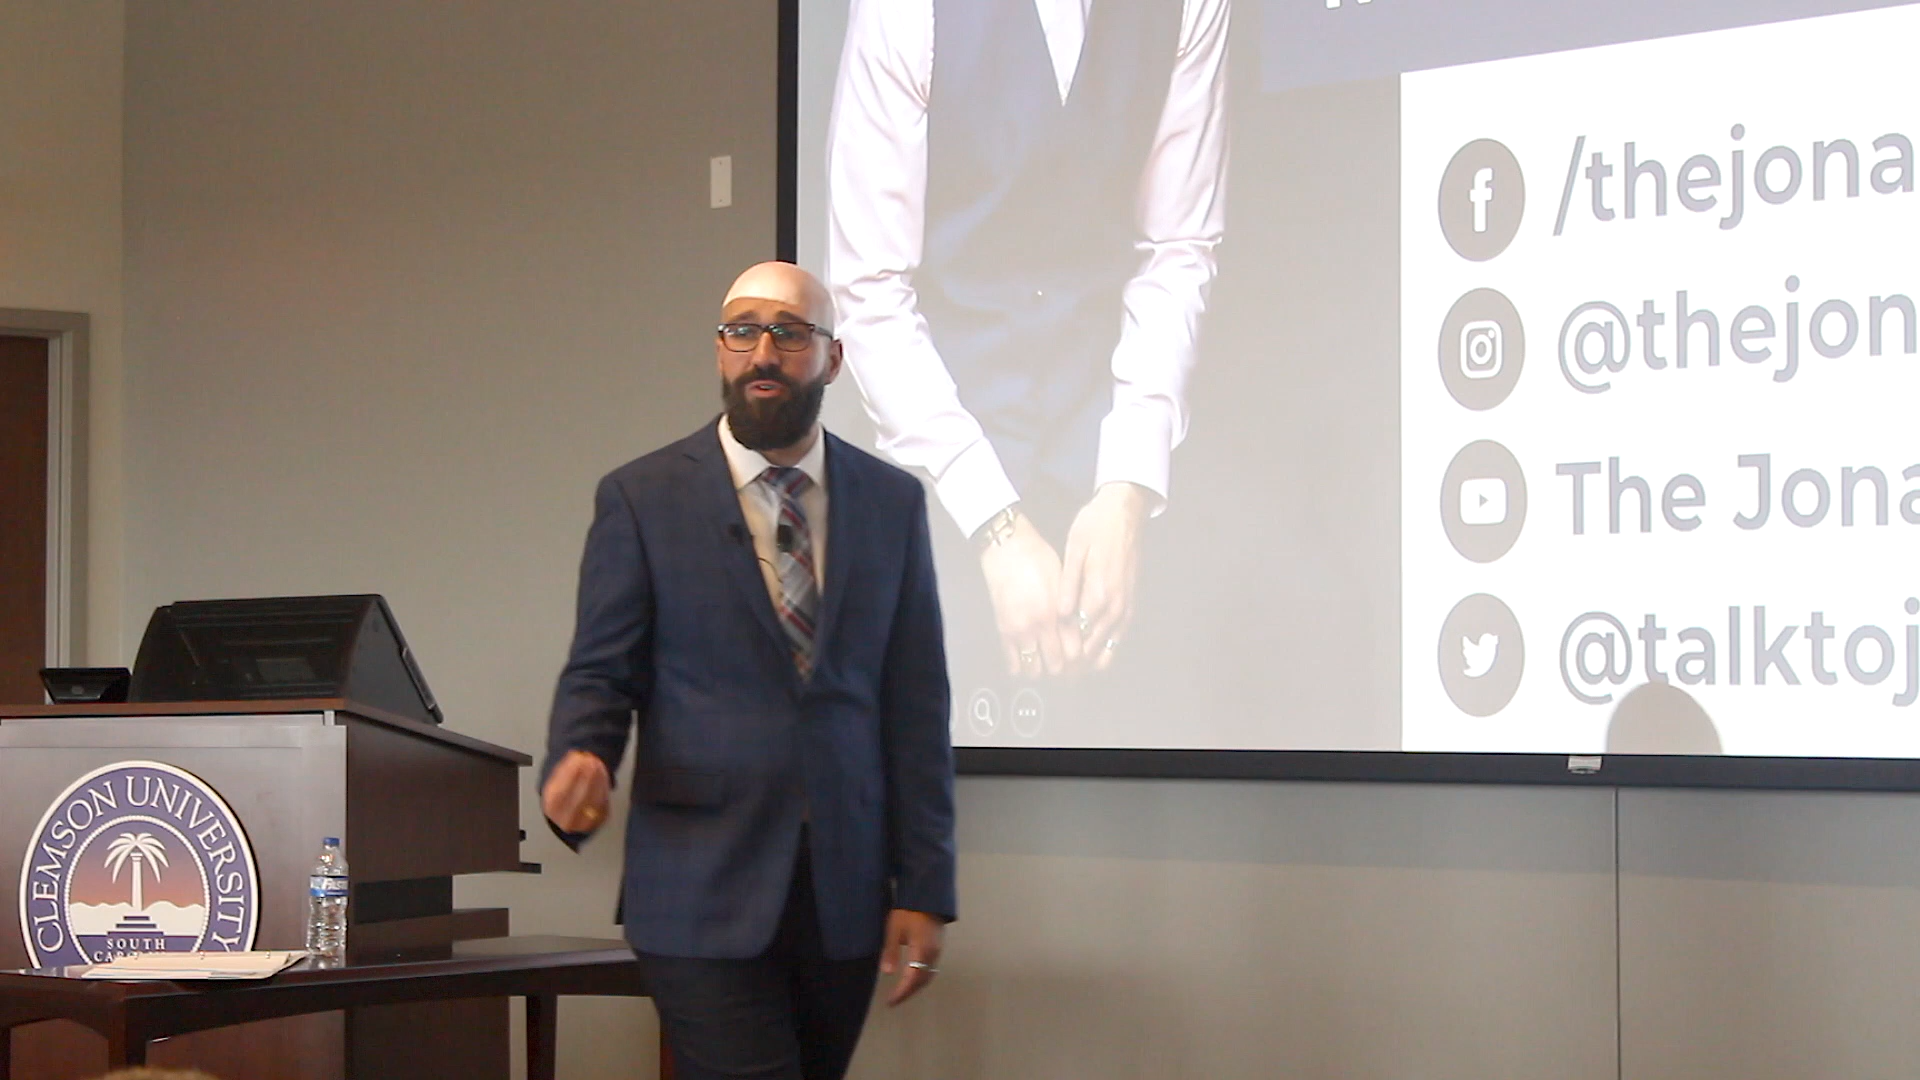 /thejona
@thejon
The Jona
@talktoj
CLEMSON UNIVERSITY
SOUTH